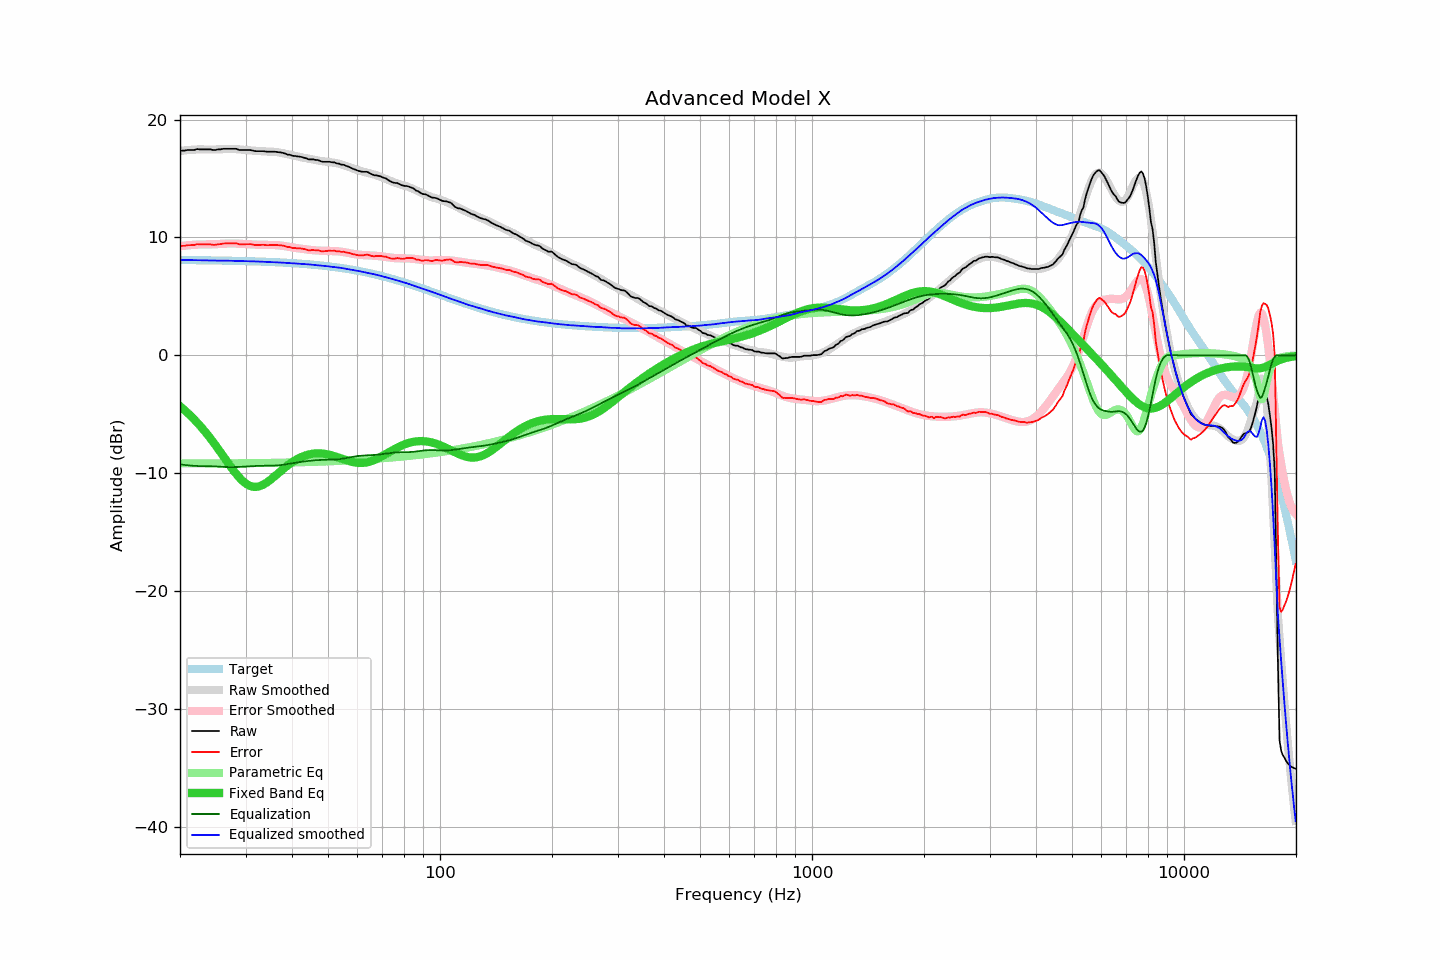 Advanced Model X
20
10
0
−10
−20
−30
−40
Amplitude (dBr)
100
1000
10000
Frequency (Hz)
Target
Raw Smoothed
Error Smoothed
Raw
Error
Parametric Eq
Fixed Band Eq
Equalization
Equalized smoothed